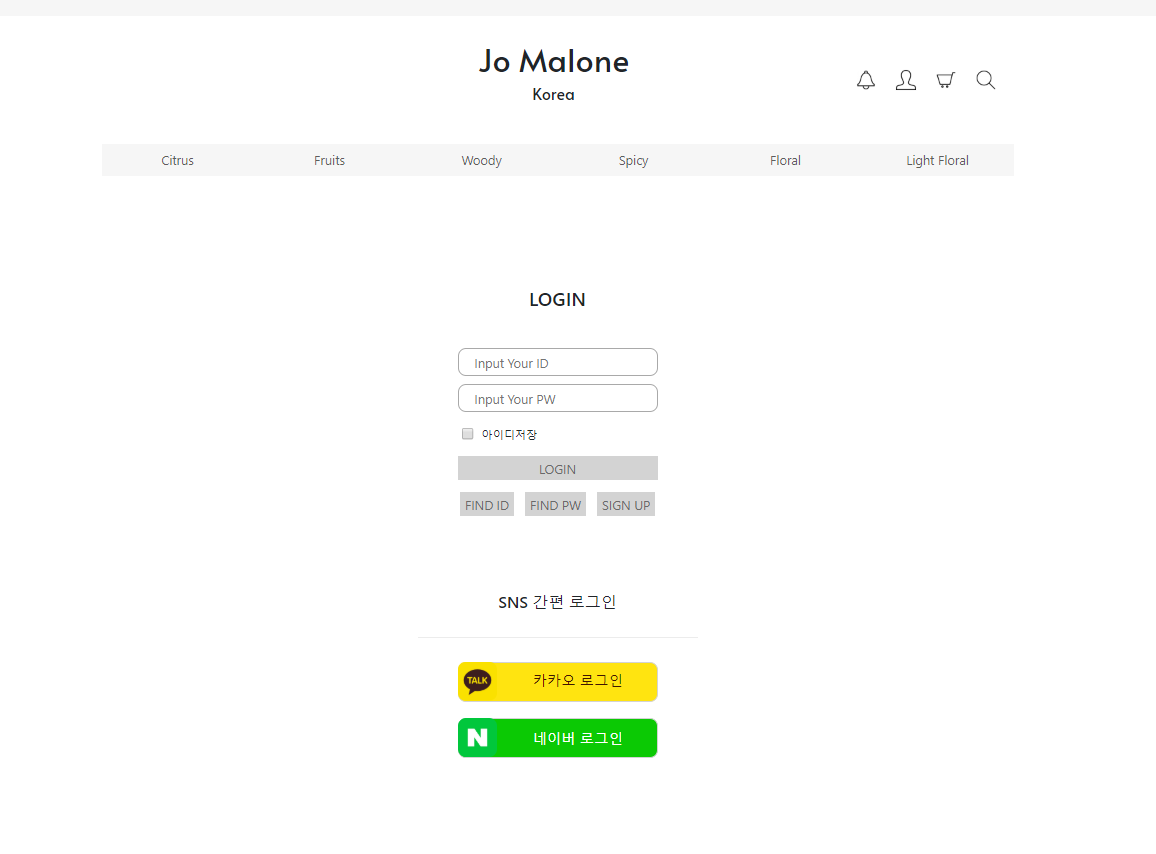 Jo Malone
Korea
Citrus Fruits Woody Spicy Floral Light Floral
LOGIN
Input Your ID
Input Your PW
아이디저장
LOGIN
FIND ID FIND PW SIGN UP
SNS 간편 로그인
TALK 카카오 로그인
N 네이버 로그인